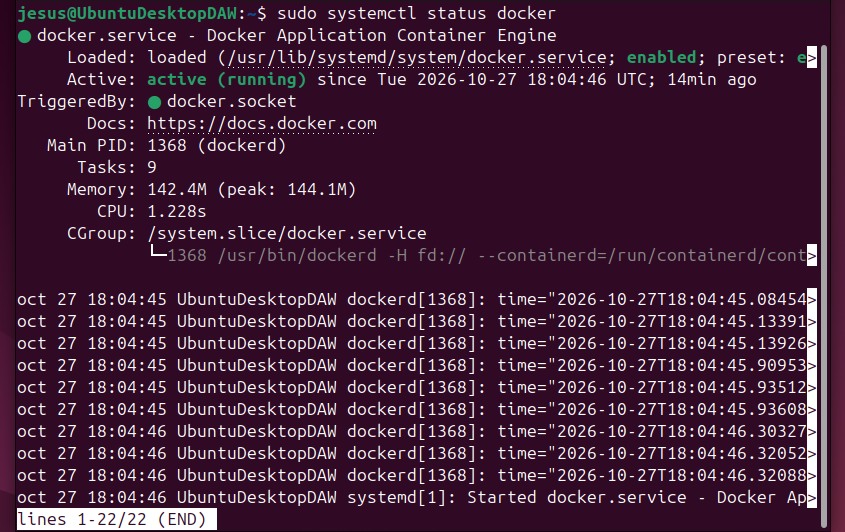 jesus@UbuntuDesktopDAW:~$ sudo systemctl status docker
● docker.service - Docker Application Container Engine
Loaded: loaded (/usr/lib/systemd/system/docker.service; enabled; preset: e>
Active: active (running) since Tue 2026-10-27 18:04:46 UTC; 14min ago
TriggeredBy: ● docker.socket
Docs: https://docs.docker.com
Main PID: 1368 (dockerd)
Tasks: 9
Memory: 142.4M (peak: 144.1M)
CPU: 1.228s
CGroup: /system.slice/docker.service
└─1368 /usr/bin/dockerd -H fd:// --containerd=/run/containerd/cont>
oct 27 18:04:45 UbuntuDesktopDAW dockerd[1368]: time="2026-10-27T18:04:45.08454>
oct 27 18:04:45 UbuntuDesktopDAW dockerd[1368]: time="2026-10-27T18:04:45.13391>
oct 27 18:04:45 UbuntuDesktopDAW dockerd[1368]: time="2026-10-27T18:04:45.13926>
oct 27 18:04:45 UbuntuDesktopDAW dockerd[1368]: time="2026-10-27T18:04:45.90953>
oct 27 18:04:45 UbuntuDesktopDAW dockerd[1368]: time="2026-10-27T18:04:45.93512>
oct 27 18:04:45 UbuntuDesktopDAW dockerd[1368]: time="2026-10-27T18:04:45.93608>
oct 27 18:04:46 UbuntuDesktopDAW dockerd[1368]: time="2026-10-27T18:04:46.30327>
oct 27 18:04:46 UbuntuDesktopDAW dockerd[1368]: time="2026-10-27T18:04:46.32052>
oct 27 18:04:46 UbuntuDesktopDAW dockerd[1368]: time="2026-10-27T18:04:46.32088>
oct 27 18:04:46 UbuntuDesktopDAW systemd[1]: Started docker.service - Docker Ap>
lines 1-22/22 (END)